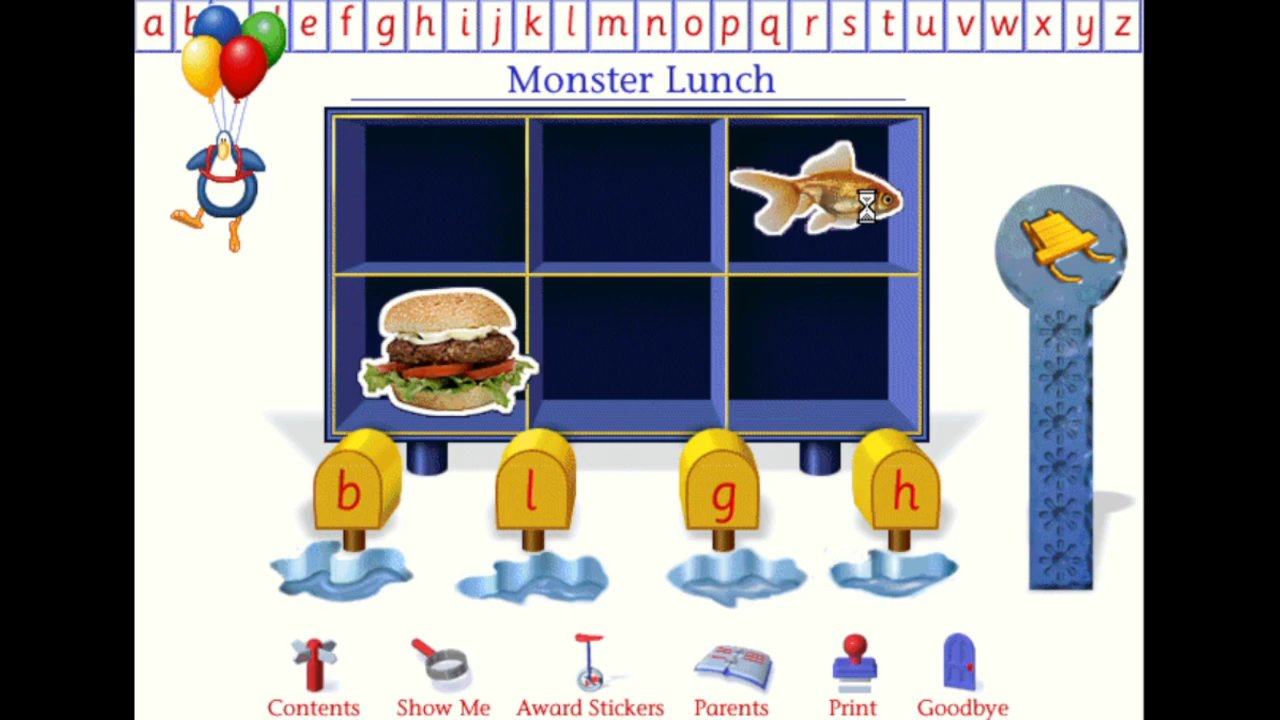 a b d e f g h i j k l m n o p q r s t u v w x y z
Monster Lunch
b l g h
Contents Show Me Award Stickers Parents Print Goodbye